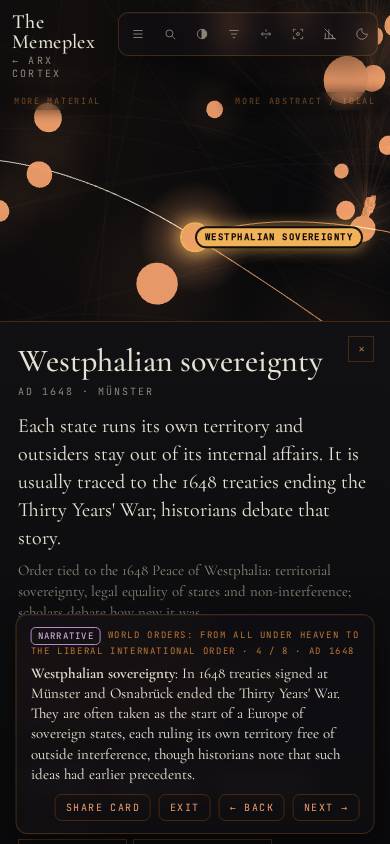 The
Memeplex
← ARX
CORTEX
MORE MATERIAL
MORE ABSTRACT / IDEAL
WESTPHALIAN SOVEREIGNTY
Westphalian sovereignty
×
AD 1648 · MÜNSTER
Each state runs its own territory and
outsiders stay out of its internal affairs. It is
usually traced to the 1648 treaties ending the
Thirty Years' War; historians debate that
story.
Order tied to the 1648 Peace of Westphalia: territorial
sovereignty, legal equality of states and non-interference;
scholars debate how new it was.
NARRATIVE WORLD ORDERS: FROM ALL UNDER HEAVEN TO
THE LIBERAL INTERNATIONAL ORDER · 4 / 8 · AD 1648
Westphalian sovereignty: In 1648 treaties signed at
Münster and Osnabrück ended the Thirty Years' War.
They are often taken as the start of a Europe of
sovereign states, each ruling its own territory free of
outside interference, though historians note that such
ideas had earlier precedents.
SHARE CARD
EXIT
← BACK
NEXT →